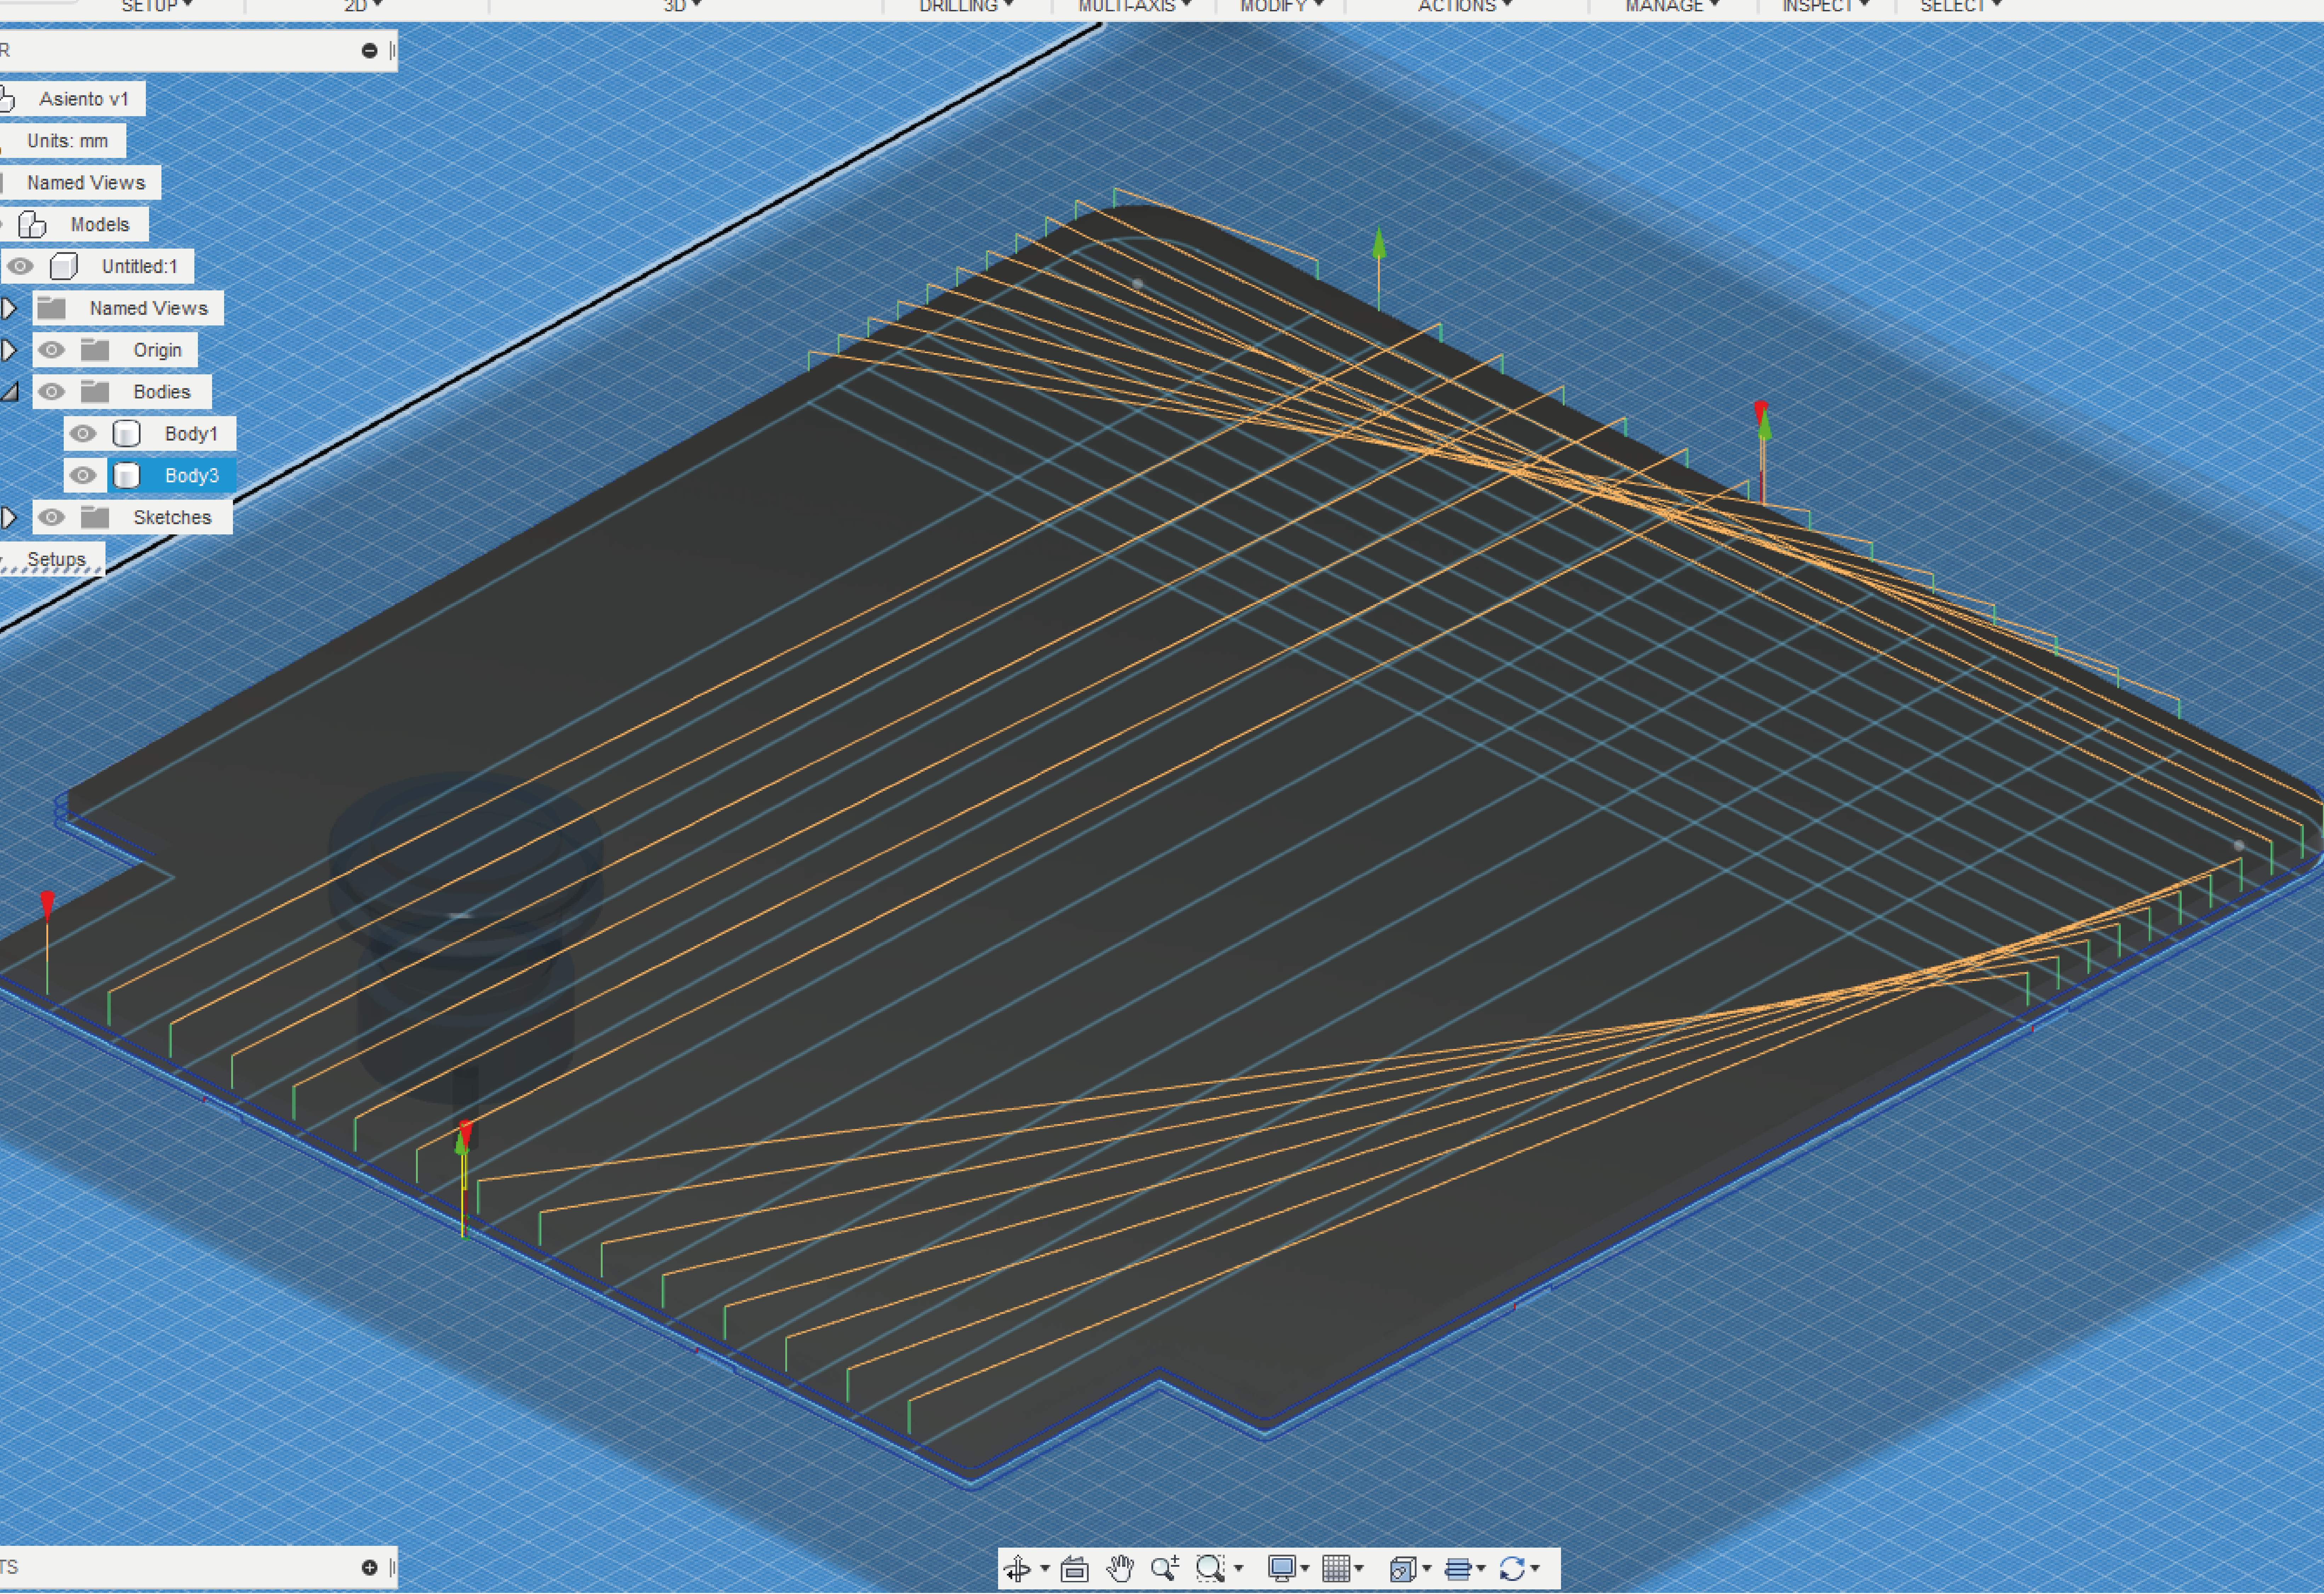 SETUP 2D 3D DRILLING MULTI-AXIS MODIFY ACTIONS MANAGE INSPECT SELECT
R
Asiento v1
Units: mm
Named Views
Models
Untitled:1
Named Views
Origin
Bodies
Body1
Body3
Sketches
Setups
TS